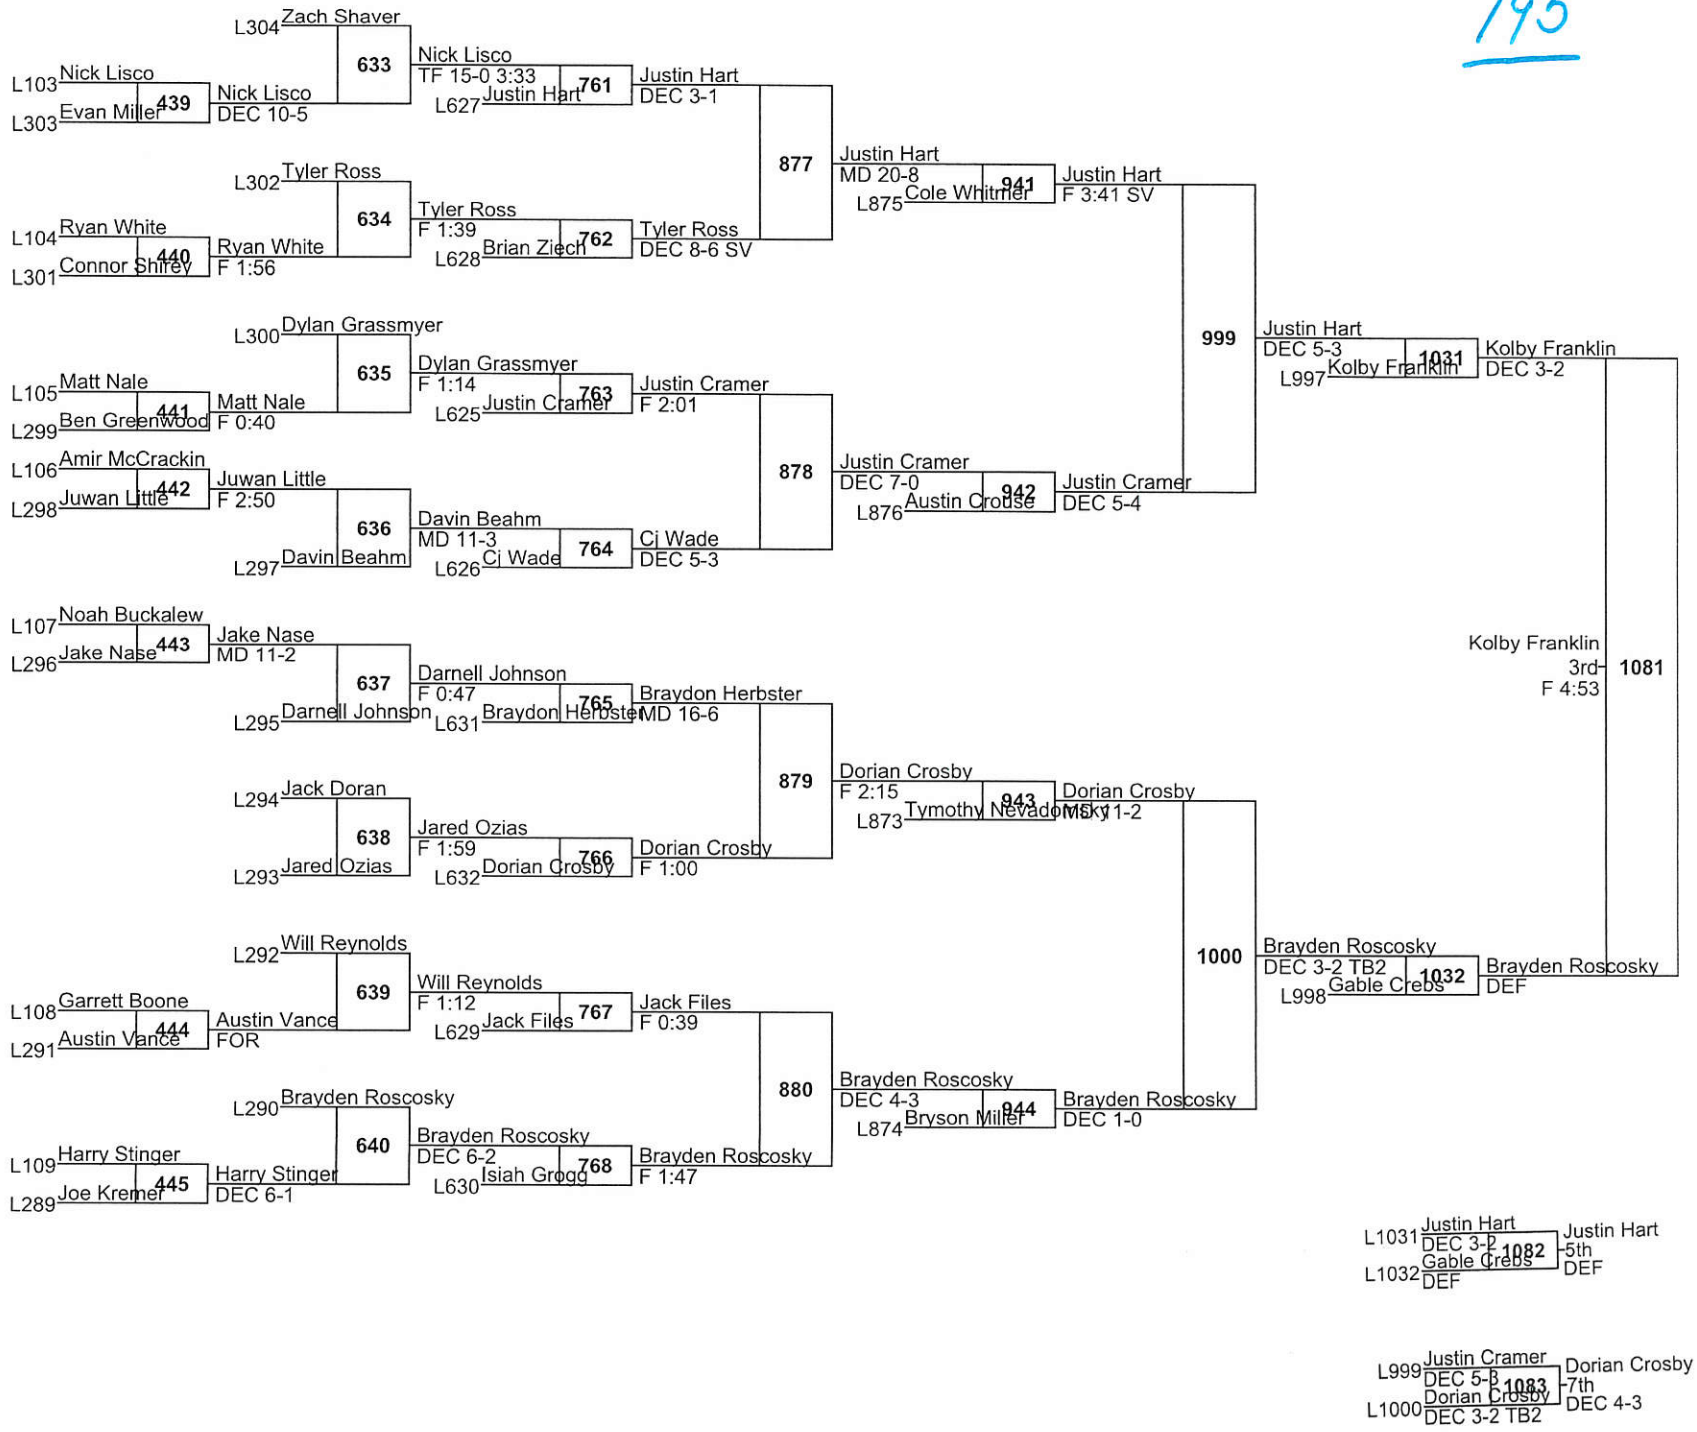 195
L304 Zach Shaver
633
Nick Lisco
TF 15-0 3:33
L103 Nick Lisco
439
L303 Evan Miller
Nick Lisco
DEC 10-5
L627 Justin Hart
761
Justin Hart
DEC 3-1
L302 Tyler Ross
634
Tyler Ross
F 1:39
L104 Ryan White
440
L301 Connor Shirey
Ryan White
F 1:56
L628 Brian Ziech
762
Tyler Ross
DEC 8-6 SV
877
Justin Hart
MD 20-8
L875 Cole Whitmer
941
Justin Hart
F 3:41 SV
L300 Dylan Grassmyer
635
Dylan Grassmyer
F 1:14
L105 Matt Nale
441
L299 Ben Greenwood
Matt Nale
F 0:40
L625 Justin Cramer
763
Justin Cramer
F 2:01
L106 Amir McCrackin
442
L298 Juwan Little
Juwan Little
F 2:50
636
L297 Davin Beahm
Davin Beahm
MD 11-3
L626 Cj Wade
764
Cj Wade
DEC 5-3
878
Justin Cramer
DEC 7-0
L876 Austin Crouse
942
Justin Cramer
DEC 5-4
999
Justin Hart
DEC 5-3
L997 Kolby Franklin
1031
Kolby Franklin
DEC 3-2
L107 Noah Buckalew
443
L296 Jake Nase
Jake Nase
MD 11-2
637
L295 Darnell Johnson
Darnell Johnson
F 0:47
L631 Braydon Herbster
765
Braydon Herbster
MD 16-6
L294 Jack Doran
638
L293 Jared Ozias
Jared Ozias
F 1:59
L632 Dorian Crosby
766
Dorian Crosby
F 1:00
879
Dorian Crosby
F 2:15
L873 Tymothy Nevadomsky
943
Dorian Crosby
MD 11-2
Kolby Franklin
3rd
F 4:53
1081
L292 Will Reynolds
639
Will Reynolds
F 1:12
L108 Garrett Boone
444
L291 Austin Vance
Austin Vance
FOR
L629 Jack Files
767
Jack Files
F 0:39
L290 Brayden Roscosky
640
Brayden Roscosky
DEC 6-2
L109 Harry Stinger
445
L289 Joe Kremer
Harry Stinger
DEC 6-1
L630 Isiah Grogg
768
Brayden Roscosky
F 1:47
880
Brayden Roscosky
DEC 4-3
L874 Bryson Miller
944
Brayden Roscosky
DEC 1-0
1000
Brayden Roscosky
DEC 3-2 TB2
L998 Gable Crebs
1032
Brayden Roscosky
DEF
L1031 Justin Hart
DEC 3-2
1082
L1032 Gable Crebs
DEF
Justin Hart
5th
DEF
L999 Justin Cramer
DEC 5-3
1083
L1000 Dorian Crosby
DEC 3-2 TB2
Dorian Crosby
7th
DEC 4-3